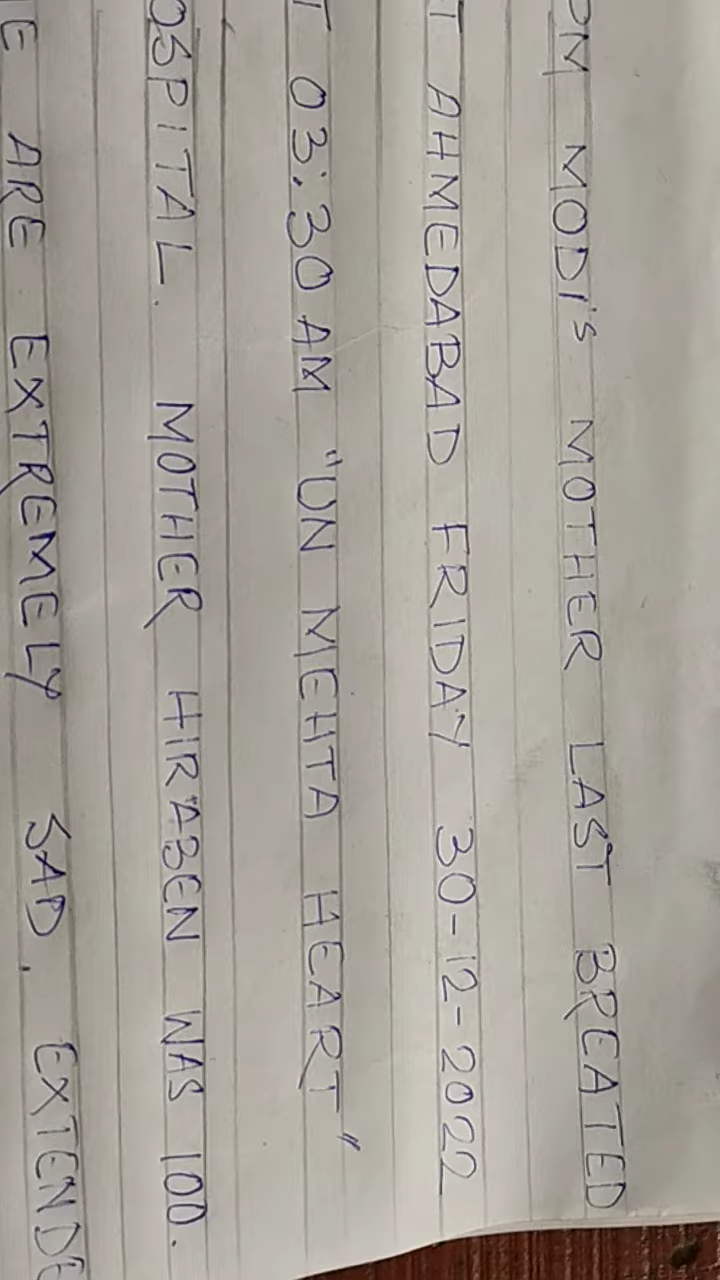 PM MODI's MOTHER LAST BREATED
T AHMEDABAD FRIDAY 30-12-2022
T 03:30 AM "UN MEHTA HEART"
OSPITAL. MOTHER HIRABEN WAS 100.
E ARE EXTREMELY SAD. EXTENDE